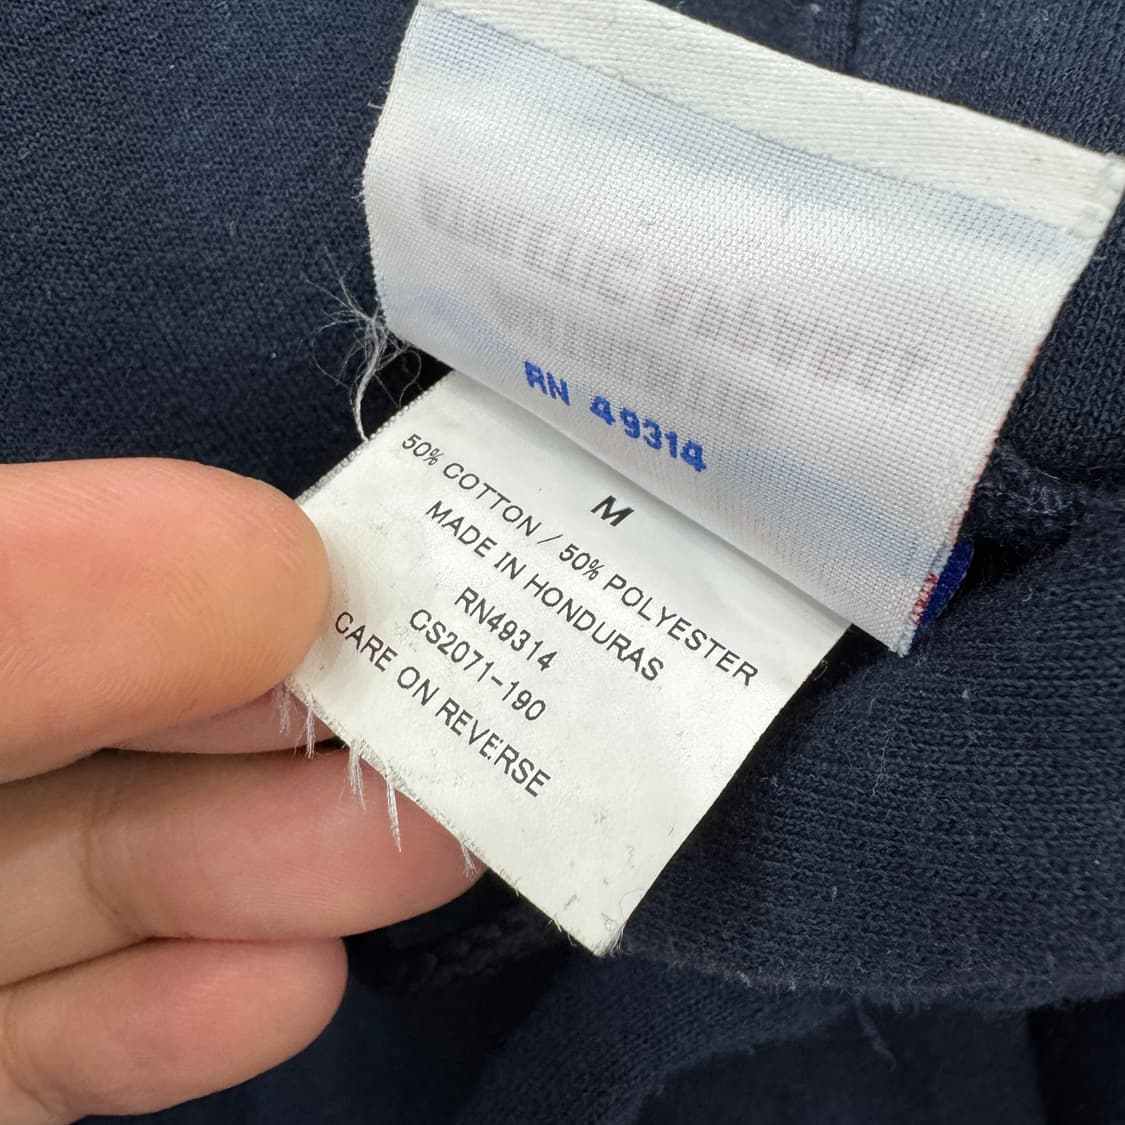 RN 49314
M
50% COTTON / 50% POLYESTER
MADE IN HONDURAS
RN49314
CS2071-190
CARE ON REVERSE